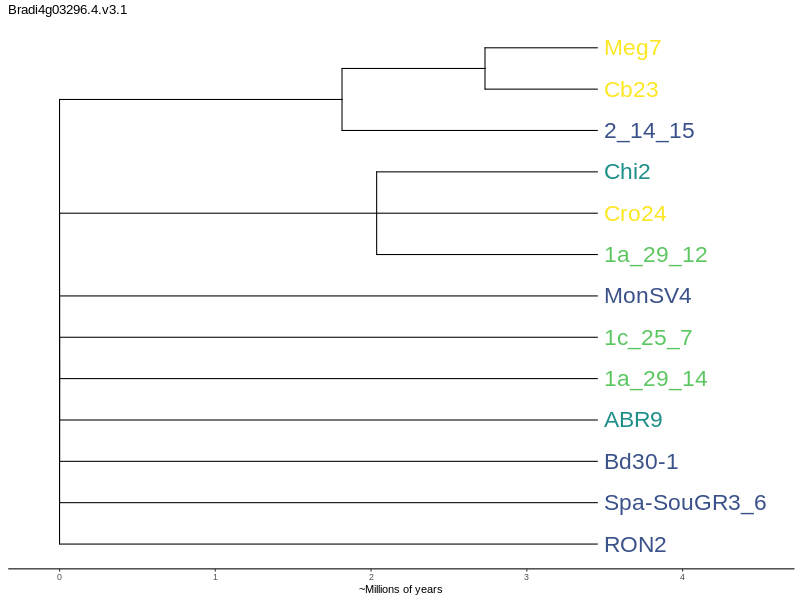 Bradi4g03296.4.v3.1
Meg7
Cb23
2_14_15
Chi2
Cro24
1a_29_12
MonSV4
1c_25_7
1a_29_14
ABR9
Bd30-1
Spa-SouGR3_6
RON2
0 1 2 3 4
~Millions of years